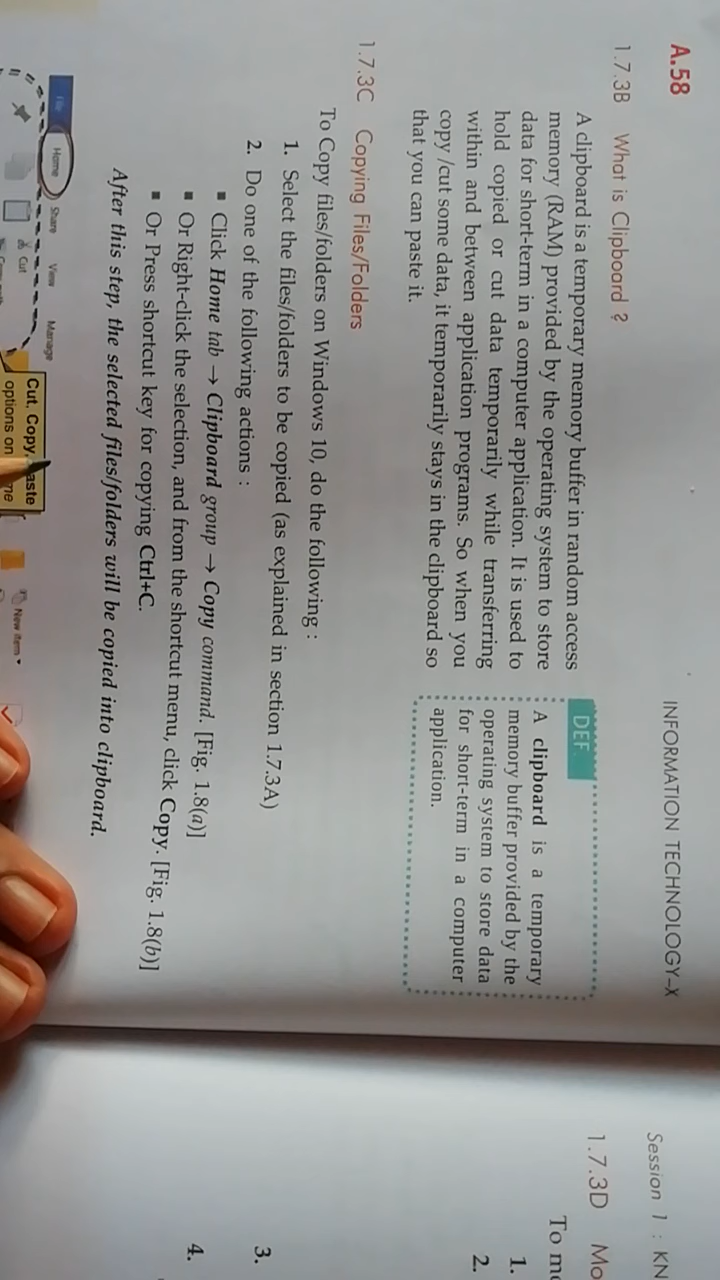 A.58
INFORMATION TECHNOLOGY–X
1.7.3B What is Clipboard ?
A clipboard is a temporary memory buffer in random access
memory (RAM) provided by the operating system to store
data for short-term in a computer application. It is used to
hold copied or cut data temporarily while transferring
within and between application programs. So when you
copy /cut some data, it temporarily stays in the clipboard so
that you can paste it.
DEF
A clipboard is a temporary
memory buffer provided by the
operating system to store data
for short-term in a computer
application.
1.7.3C Copying Files/Folders
To Copy files/folders on Windows 10, do the following :
1. Select the files/folders to be copied (as explained in section 1.7.3A)
2. Do one of the following actions :
▪ Click Home tab → Clipboard group → Copy command. [Fig. 1.8(a)]
▪ Or Right-click the selection, and from the shortcut menu, click Copy. [Fig. 1.8(b)]
▪ Or Press shortcut key for copying Ctrl+C.
After this step, the selected files/folders will be copied into clipboard.
File Home Share View Manage
Cut
Cut, Copy,
options on
New item
Session 1 :
1.7.3D
To
1.
2.
3.
4.